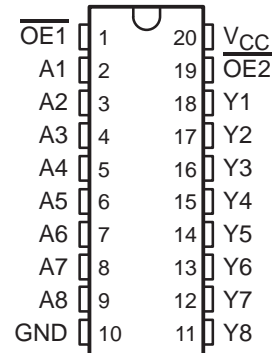 O̅E̅1̅ 1 20 VCC
A1 2 19 O̅E̅2̅
A2 3 18 Y1
A3 4 17 Y2
A4 5 16 Y3
A5 6 15 Y4
A6 7 14 Y5
A7 8 13 Y6
A8 9 12 Y7
GND 10 11 Y8